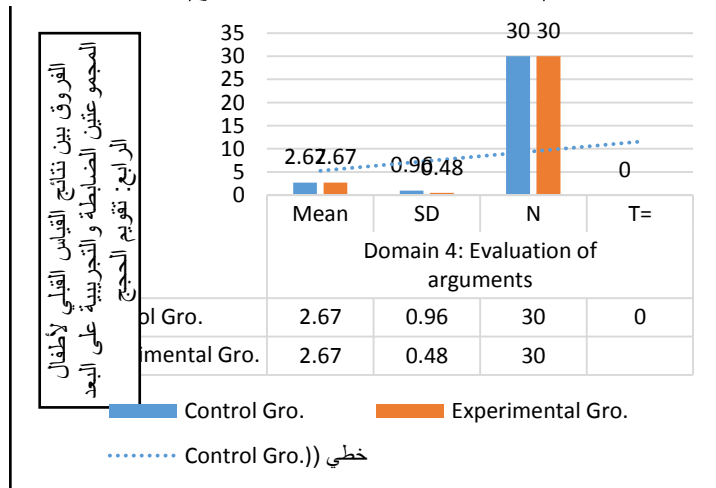 الفروق بين نتائج القياس القبلي لأطفال
المجموعتين الضابطة والتجريبية على البعد
الرابع: تقويم الحجج
35
30
25
20
15
10
5
0
2.67 2.67
0.96 0.48
30 30
0
Mean SD N T=
Domain 4: Evaluation of
arguments
ol Gro. 2.67 0.96 30 0
imental Gro. 2.67 0.48 30
Control Gro. Experimental Gro.
خطي ((Control Gro.